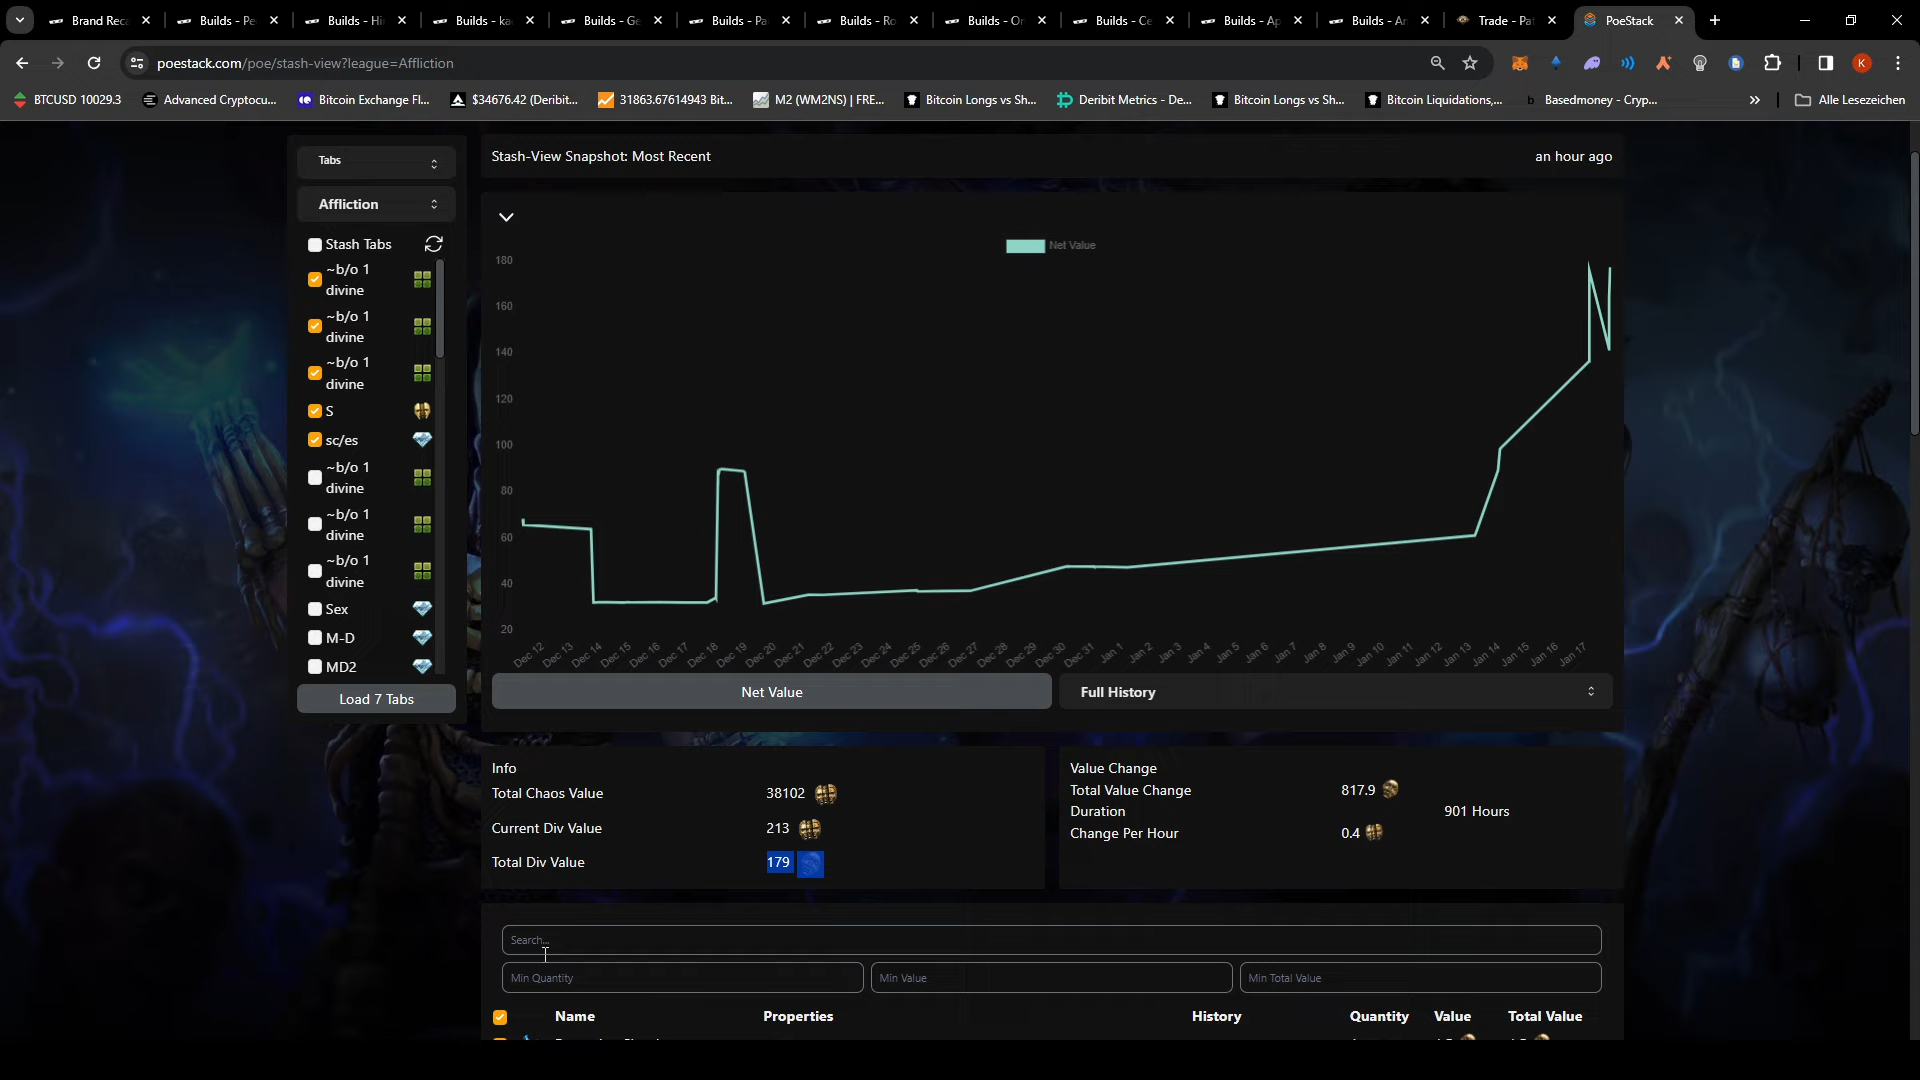 Brand Reca
Builds - Pe
Builds - Hi
Builds - ka
Builds - Ge
Builds - Pa
Builds - Ro
Builds - Or
Builds - Ce
Builds - Ap
Builds - Ar
Trade - Pat
PoeStack
poestack.com/poe/stash-view?league=Affliction
K
BTCUSD 10029.3
Advanced Cryptocu...
Bitcoin Exchange Fl...
$34676.42 (Deribit...
31863.67614943 Bit...
M2 (WM2NS) | FRE...
Bitcoin Longs vs Sh...
Deribit Metrics - De...
Bitcoin Longs vs Sh...
Bitcoin Liquidations,...
b
Basedmoney - Cryp...
Alle Lesezeichen
Tabs
Affliction
Stash Tabs
~b/o 1
divine
~b/o 1
divine
~b/o 1
divine
S
sc/es
~b/o 1
divine
~b/o 1
divine
~b/o 1
divine
Sex
M-D
MD2
Load 7 Tabs
Stash-View Snapshot: Most Recent
an hour ago
Net Value
180
160
140
120
100
80
60
40
20
Dec 12
Dec 13
Dec 14
Dec 15
Dec 16
Dec 17
Dec 18
Dec 19
Dec 20
Dec 21
Dec 22
Dec 23
Dec 24
Dec 25
Dec 26
Dec 27
Dec 28
Dec 29
Dec 30
Dec 31
Jan 1
Jan 2
Jan 3
Jan 4
Jan 5
Jan 6
Jan 7
Jan 8
Jan 9
Jan 10
Jan 11
Jan 12
Jan 13
Jan 14
Jan 15
Jan 16
Jan 17
Net Value
Full History
Info
Total Chaos Value 38102
Current Div Value 213
Total Div Value 179
Value Change
Total Value Change 817.9
Duration 901 Hours
Change Per Hour 0.4
Search...
Min Quantity
Min Value
Min Total Value
Name Properties History Quantity Value Total Value